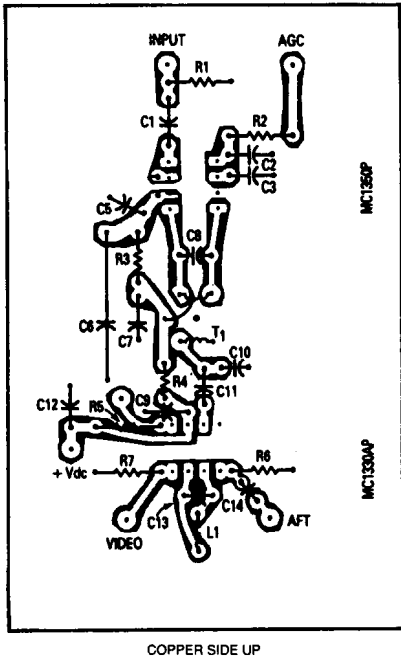 INPUT
AGC
R1
C1
R2
C2
C3
MC1350P
C5
C8
R3
C6
C7
T1
C10
R4
C11
C12
R5
C9
+ Vdc
R7
R6
MC1330AP
C13
C14
VIDEO
L1
AFT
COPPER SIDE UP